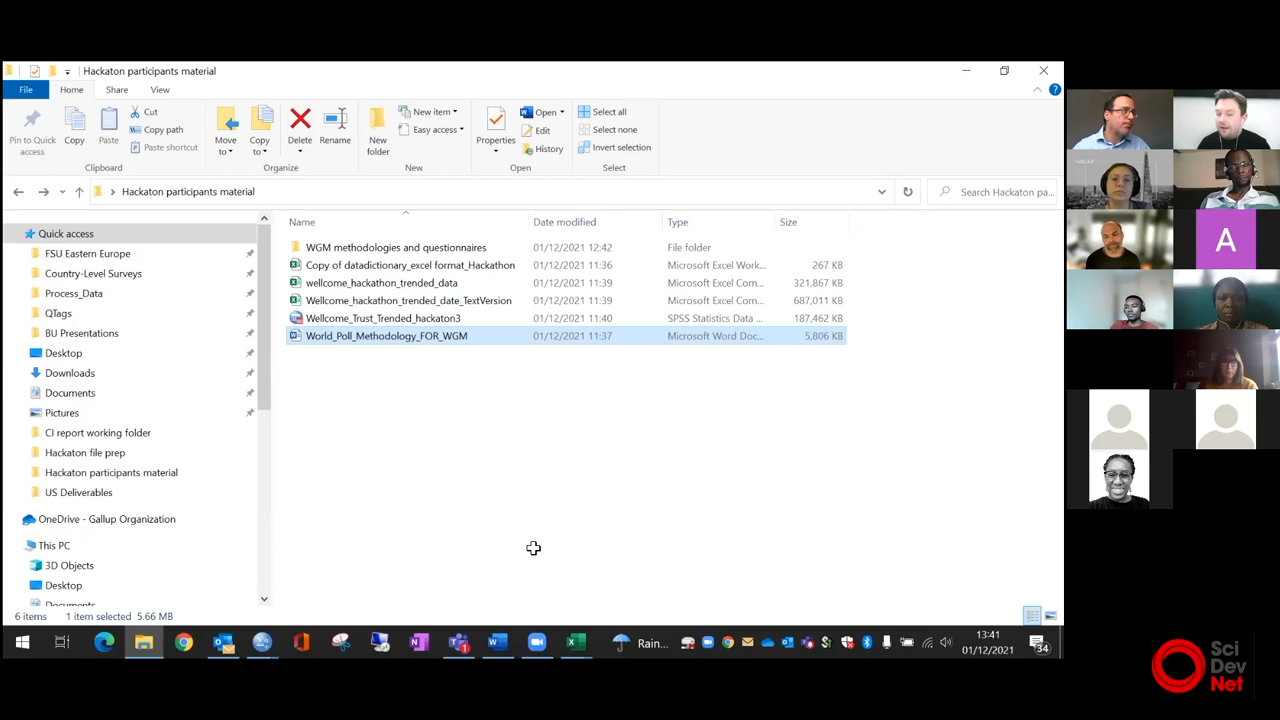 Hackaton participants material
File Home Share View
Pin to Quick access
Copy
Paste
Cut
Copy path
Paste shortcut
Clipboard
Move to
Copy to
Delete
Rename
Organize
New folder
New item
Easy access
New
Properties
Open
Edit
History
Open
Select all
Select none
Invert selection
Select
Hackaton participants material
Search Hackaton pa...
Quick access
FSU Eastern Europe
Country-Level Surveys
Process_Data
QTags
BU Presentations
Desktop
Downloads
Documents
Pictures
CI report working folder
Hackaton file prep
Hackaton participants material
US Deliverables
OneDrive - Gallup Organization
This PC
3D Objects
Desktop
Documents
Name Date modified Type Size
WGM methodologies and questionnaires 01/12/2021 12:42 File folder
Copy of datadictionary_excel format_Hackathon 01/12/2021 11:36 Microsoft Excel Work... 267 KB
wellcome_hackathon_trended_data 01/12/2021 11:39 Microsoft Excel Com... 321,867 KB
Wellcome_hackathon_trended_date_TextVersion 01/12/2021 11:39 Microsoft Excel Com... 687,011 KB
Wellcome_Trust_Trended_hackaton3 01/12/2021 11:40 SPSS Statistics Data ... 187,462 KB
World_Poll_Methodology_FOR_WGM 01/12/2021 11:37 Microsoft Word Doc... 5,806 KB
6 items 1 item selected 5.66 MB
Rain...
13:41
01/12/2021
34
A
Sci
Dev
Net